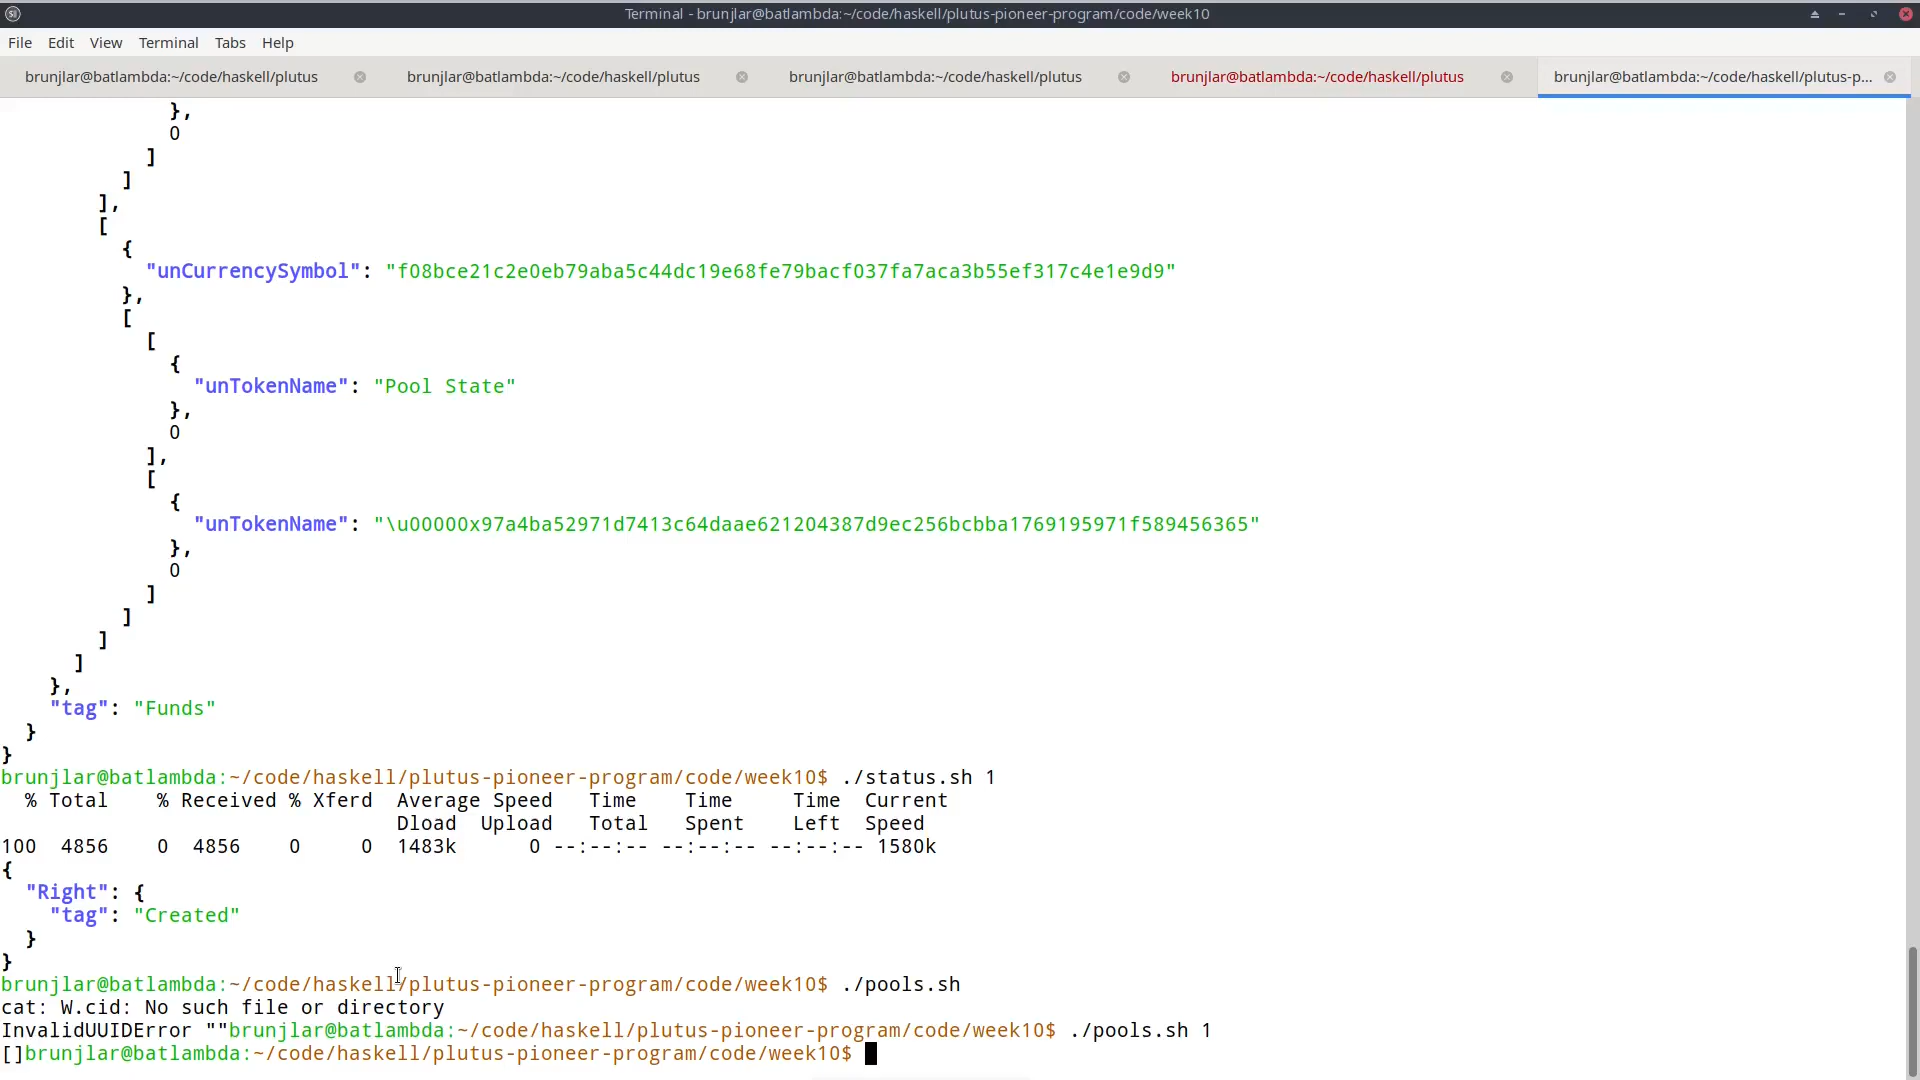 Terminal - brunjlar@batlambda:~/code/haskell/plutus-pioneer-program/code/week10
File Edit View Terminal Tabs Help
brunjlar@batlambda:~/code/haskell/plutus brunjlar@batlambda:~/code/haskell/plutus brunjlar@batlambda:~/code/haskell/plutus brunjlar@batlambda:~/code/haskell/plutus brunjlar@batlambda:~/code/haskell/plutus-p...
},
0
]
]
],
[
{
"unCurrencySymbol": "f08bce21c2e0eb79aba5c44dc19e68fe79bacf037fa7aca3b55ef317c4e1e9d9"
},
[
[
{
"unTokenName": "Pool State"
},
0
],
[
{
"unTokenName": "\u00000x97a4ba52971d7413c64daae621204387d9ec256bcbba1769195971f589456365"
},
0
]
]
]
]
},
"tag": "Funds"
}
}
brunjlar@batlambda:~/code/haskell/plutus-pioneer-program/code/week10$ ./status.sh 1
% Total % Received % Xferd Average Speed Time Time Time Current
Dload Upload Total Spent Left Speed
100 4856 0 4856 0 0 1483k 0 --:--:-- --:--:-- --:--:-- 1580k
{
"Right": {
"tag": "Created"
}
}
brunjlar@batlambda:~/code/haskell/plutus-pioneer-program/code/week10$ ./pools.sh
cat: W.cid: No such file or directory
InvalidUUIDError ""brunjlar@batlambda:~/code/haskell/plutus-pioneer-program/code/week10$ ./pools.sh 1
[]brunjlar@batlambda:~/code/haskell/plutus-pioneer-program/code/week10$